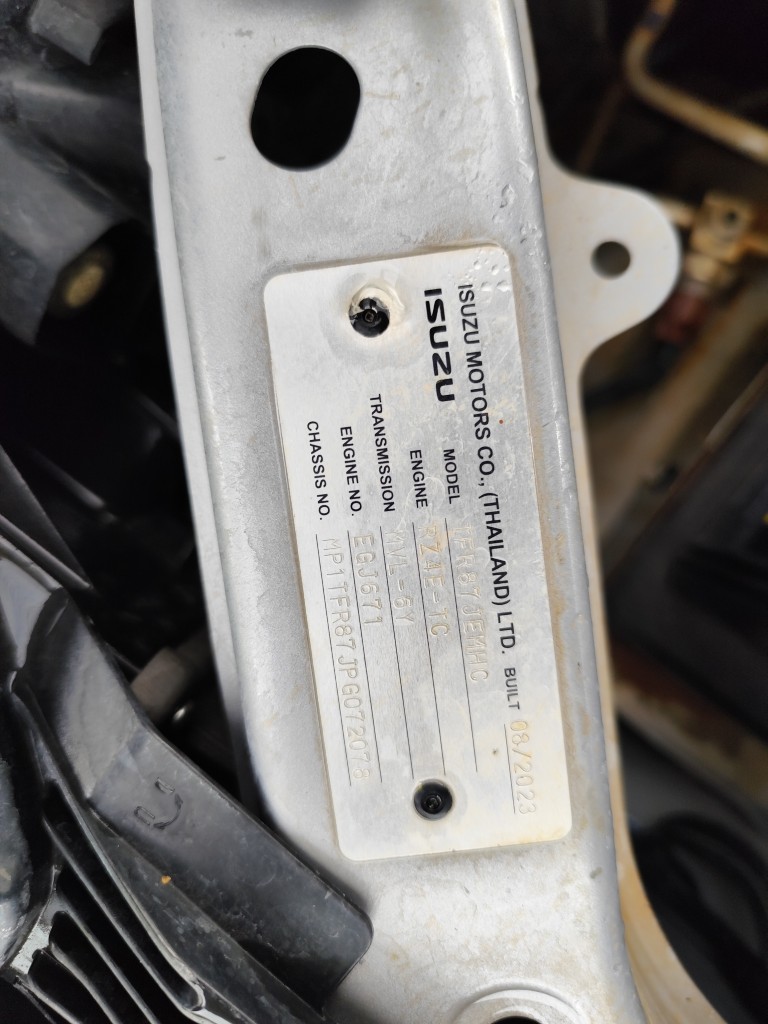 ISUZU MOTORS CO., (THAILAND) LTD. BUILT 08/2023
ISUZU
MODEL TFR87JEMHC
ENGINE RZ4E-TC
TRANSMISSION MVL-6Y
ENGINE NO. EGJ671
CHASSIS NO. MP1TFR87JPG072078